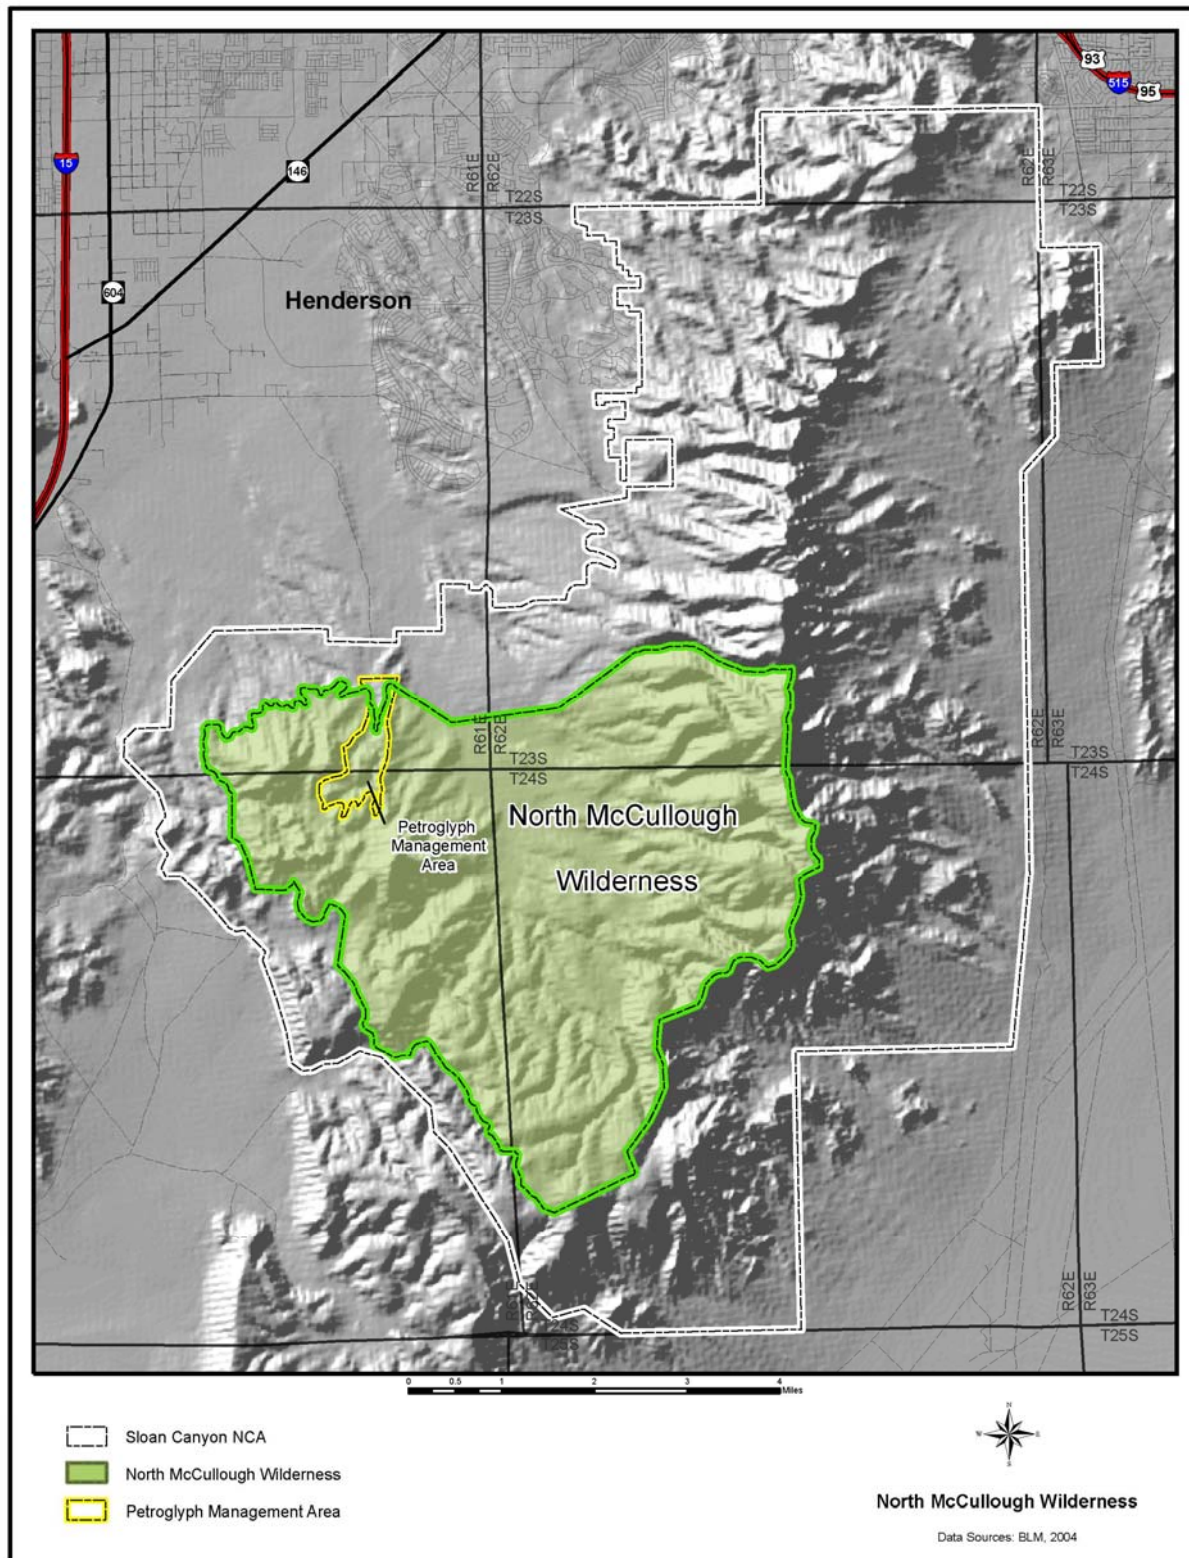 93
515
95
15
146
R61E
R62E
R62E
R63E
T22S
T23S
T22S
T23S
604
Henderson
R61E
R62E
R62E
R63E
T23S
T24S
T23S
T24S
North McCullough
Wilderness
Petroglyph
Management
Area
R62E
R63E
T24S
T25S
0 0.5 1 2 3 4
Miles
N
W E
S
Sloan Canyon NCA
North McCullough Wilderness
Petroglyph Management Area
North McCullough Wilderness
Data Sources: BLM, 2004